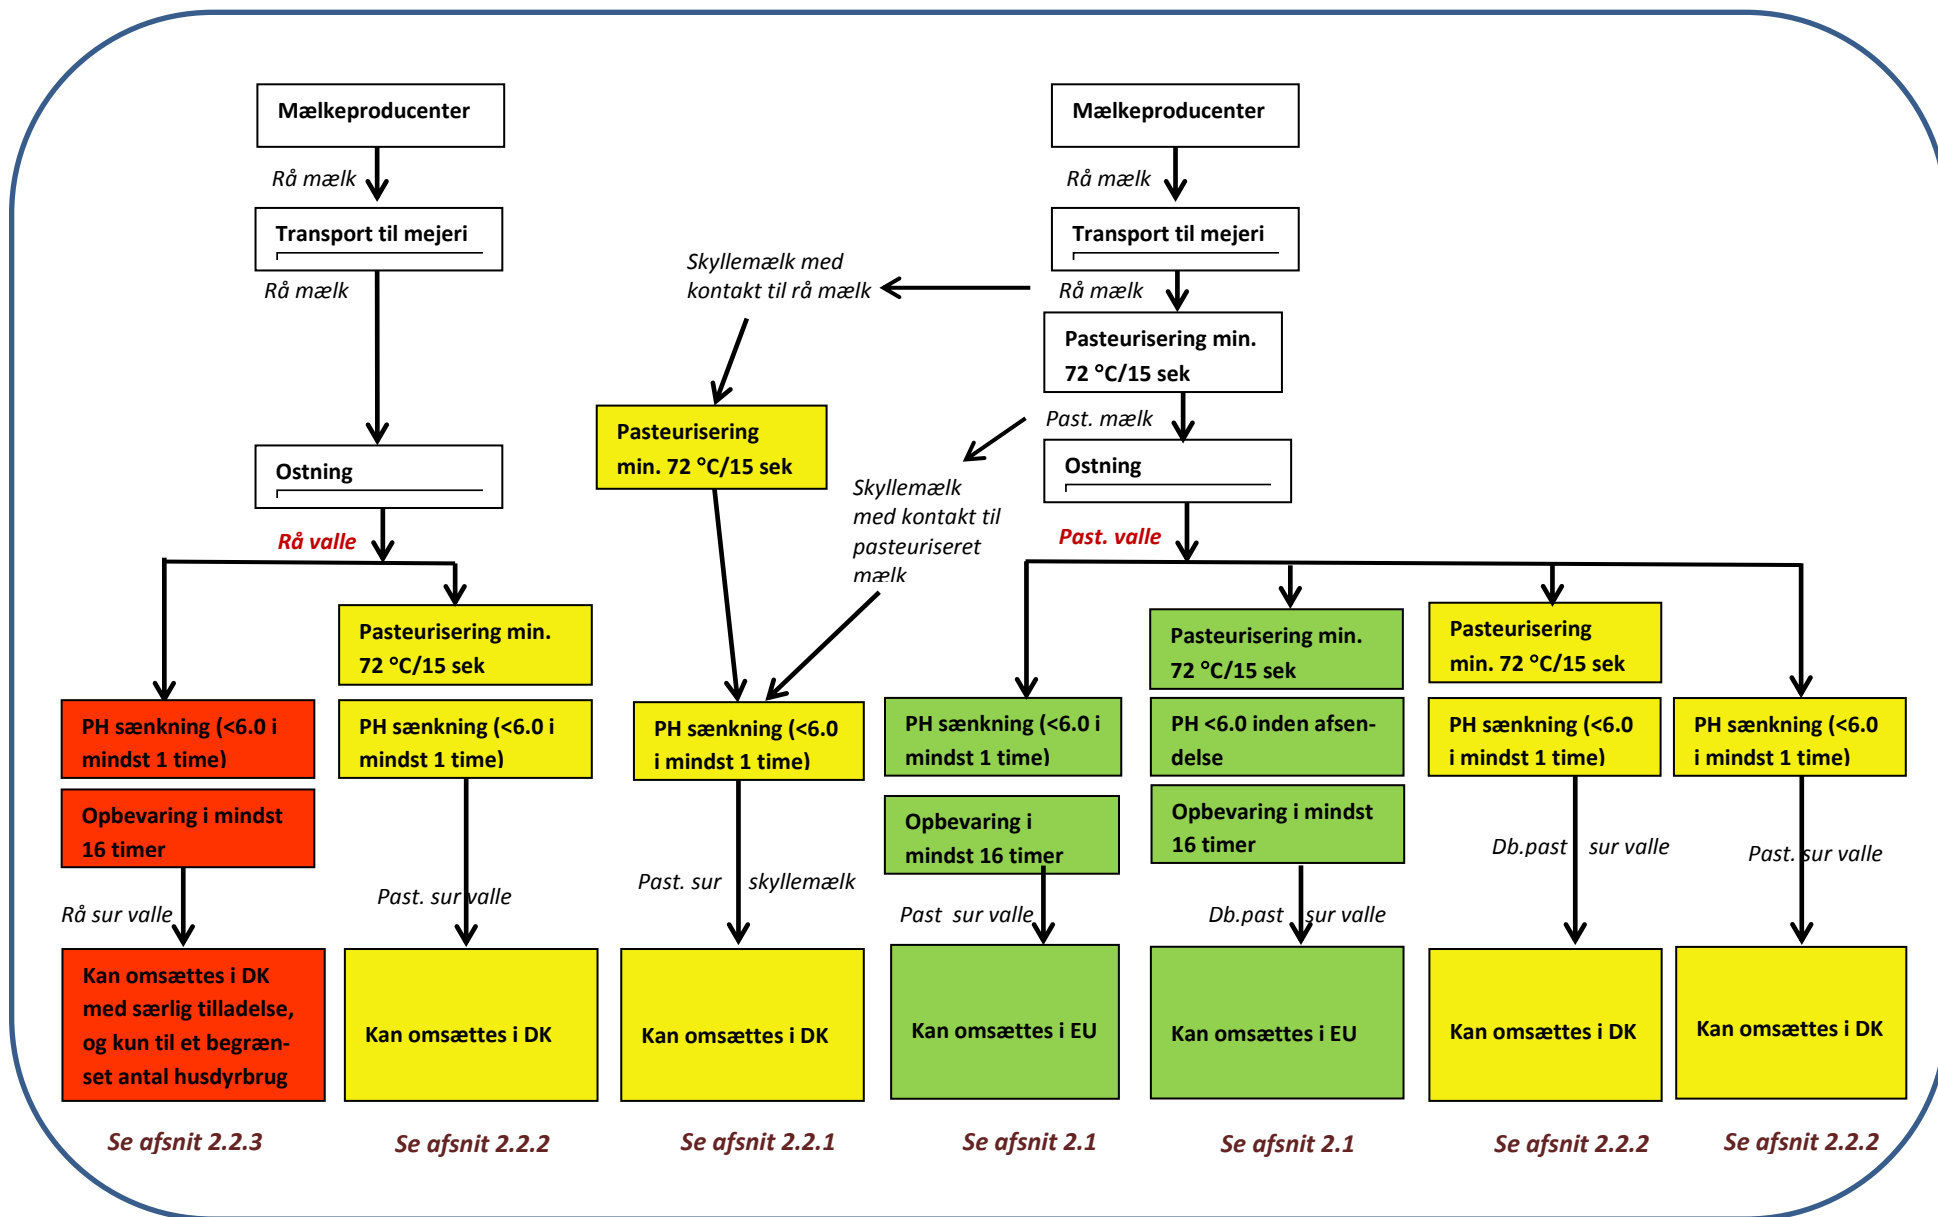 Mælkeproducenter
Mælkeproducenter
Rå mælk
Rå mælk
Transport til mejeri
Transport til mejeri
Rå mælk
Skyllemælk med
kontakt til rå mælk
Rå mælk
Pasteurisering min.
72 °C/15 sek
Past. mælk
Pasteurisering
min. 72 °C/15 sek
Ostning
Ostning
Skyllemælk
med kontakt til
pasteuriseret
mælk
Rå valle
Past. valle
Pasteurisering min.
72 °C/15 sek
Pasteurisering min.
72 °C/15 sek
Pasteurisering
min. 72 °C/15 sek
PH sænkning (<6.0 i
mindst 1 time)
PH sænkning (<6.0 i
mindst 1 time)
PH sænkning (<6.0
i mindst 1 time)
PH sænkning (<6.0 i
mindst 1 time)
PH <6.0 inden afsen-
delse
PH sænkning (<6.0
i mindst 1 time)
PH sænkning (<6.0
i mindst 1 time)
Opbevaring i mindst
16 timer
Opbevaring i
mindst 16 timer
Opbevaring i mindst
16 timer
Rå sur valle
Past. sur valle
Past. sur skyllemælk
Past sur valle
Db.past sur valle
Db.past sur valle
Past. sur valle
Kan omsættes i DK
med særlig tilladelse,
og kun til et begræn-
set antal husdyrbrug
Kan omsættes i DK
Kan omsættes i DK
Kan omsættes i EU
Kan omsættes i EU
Kan omsættes i DK
Kan omsættes i DK
Se afsnit 2.2.3
Se afsnit 2.2.2
Se afsnit 2.2.1
Se afsnit 2.1
Se afsnit 2.1
Se afsnit 2.2.2
Se afsnit 2.2.2